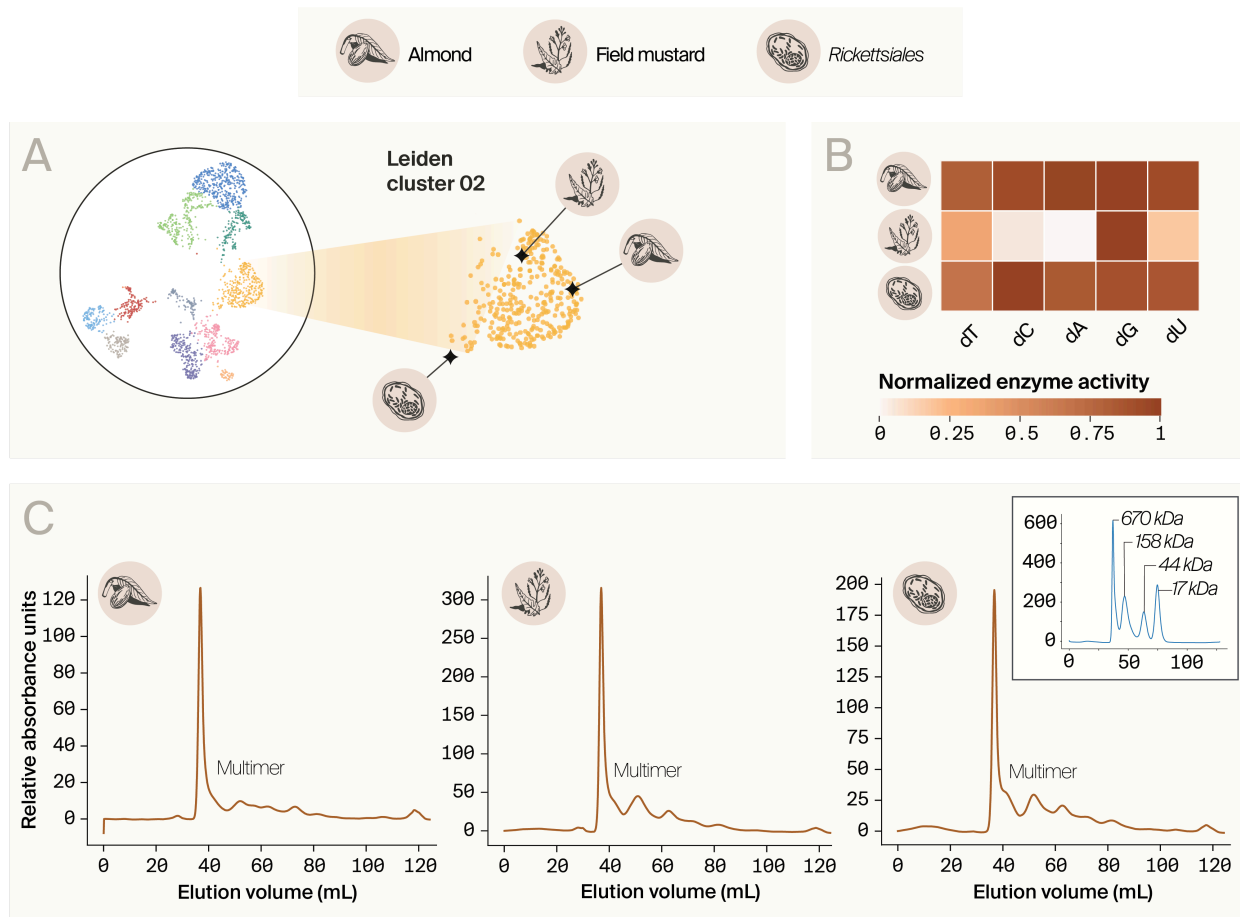 Almond
Field mustard
Rickettsiales
A
Leiden
cluster 02
B
dT
dC
dA
dG
dU
Normalized enzyme activity
0
0.25
0.5
0.75
1
C
Relative absorbance units
120
100
80
60
40
20
0
Multimer
0
20
40
60
80
100
120
Elution volume (mL)
300
250
200
150
100
50
0
Multimer
0
20
40
60
80
100
120
Elution volume (mL)
200
175
150
125
100
75
50
25
0
Multimer
0
20
40
60
80
100
120
Elution volume (mL)
600
400
200
0
670 kDa
158 kDa
44 kDa
17 kDa
0
50
100